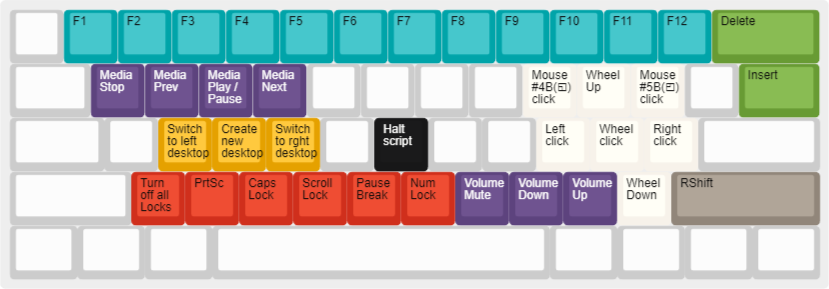 F1 F2 F3 F4 F5 F6 F7 F8 F9 F10 F11 F12 Delete
Media Stop
Media Prev
Media Play / Pause
Media Next
Mouse #4B(◱) click
Wheel Up
Mouse #5B(◰) click
Insert
Switch to left desktop
Create new desktop
Switch to rght desktop
Halt script
Left click
Wheel click
Right click
Turn off all Locks
PrtSc
Caps Lock
Scroll Lock
Pause Break
Num Lock
Volume Mute
Volume Down
Volume Up
Wheel Down
RShift